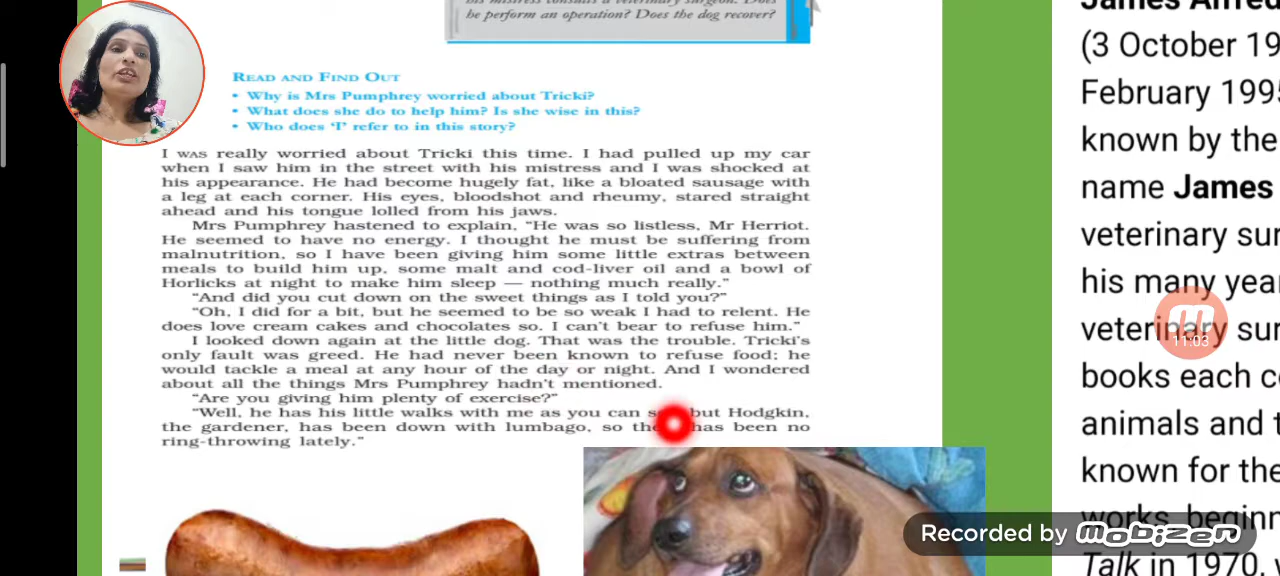 his mistress consult a veterinary surgeon. Does
he perform an operation? Does the dog recover?
READ AND FIND OUT
• Why is Mrs Pumphrey worried about Tricki?
• What does she do to help him? Is she wise in this?
• Who does ‘I’ refer to in this story?
I WAS really worried about Tricki this time. I had pulled up my car
when I saw him in the street with his mistress and I was shocked at
his appearance. He had become hugely fat, like a bloated sausage with
a leg at each corner. His eyes, bloodshot and rheumy, stared straight
ahead and his tongue lolled from his jaws.
Mrs Pumphrey hastened to explain, “He was so listless, Mr Herriot.
He seemed to have no energy. I thought he must be suffering from
malnutrition, so I have been giving him some little extras between
meals to build him up, some malt and cod-liver oil and a bowl of
Horlicks at night to make him sleep — nothing much really.”
“And did you cut down on the sweet things as I told you?”
“Oh, I did for a bit, but he seemed to be so weak I had to relent. He
does love cream cakes and chocolates so. I can’t bear to refuse him.”
I looked down again at the little dog. That was the trouble. Tricki’s
only fault was greed. He had never been known to refuse food; he
would tackle a meal at any hour of the day or night. And I wondered
about all the things Mrs Pumphrey hadn’t mentioned.
“Are you giving him plenty of exercise?”
“Well, he has his little walks with me as you can but Hodgkin,
the gardener, has been down with lumbago, so has been no
ring-throwing lately.”
James Alfred
(3 October 19
February 1995
known by the
name James
veterinary sur
his many yea
veterinary sur
books each c
animals and t
known for the
works, beginn
Talk in 1970,
11:03
Recorded by mobizen